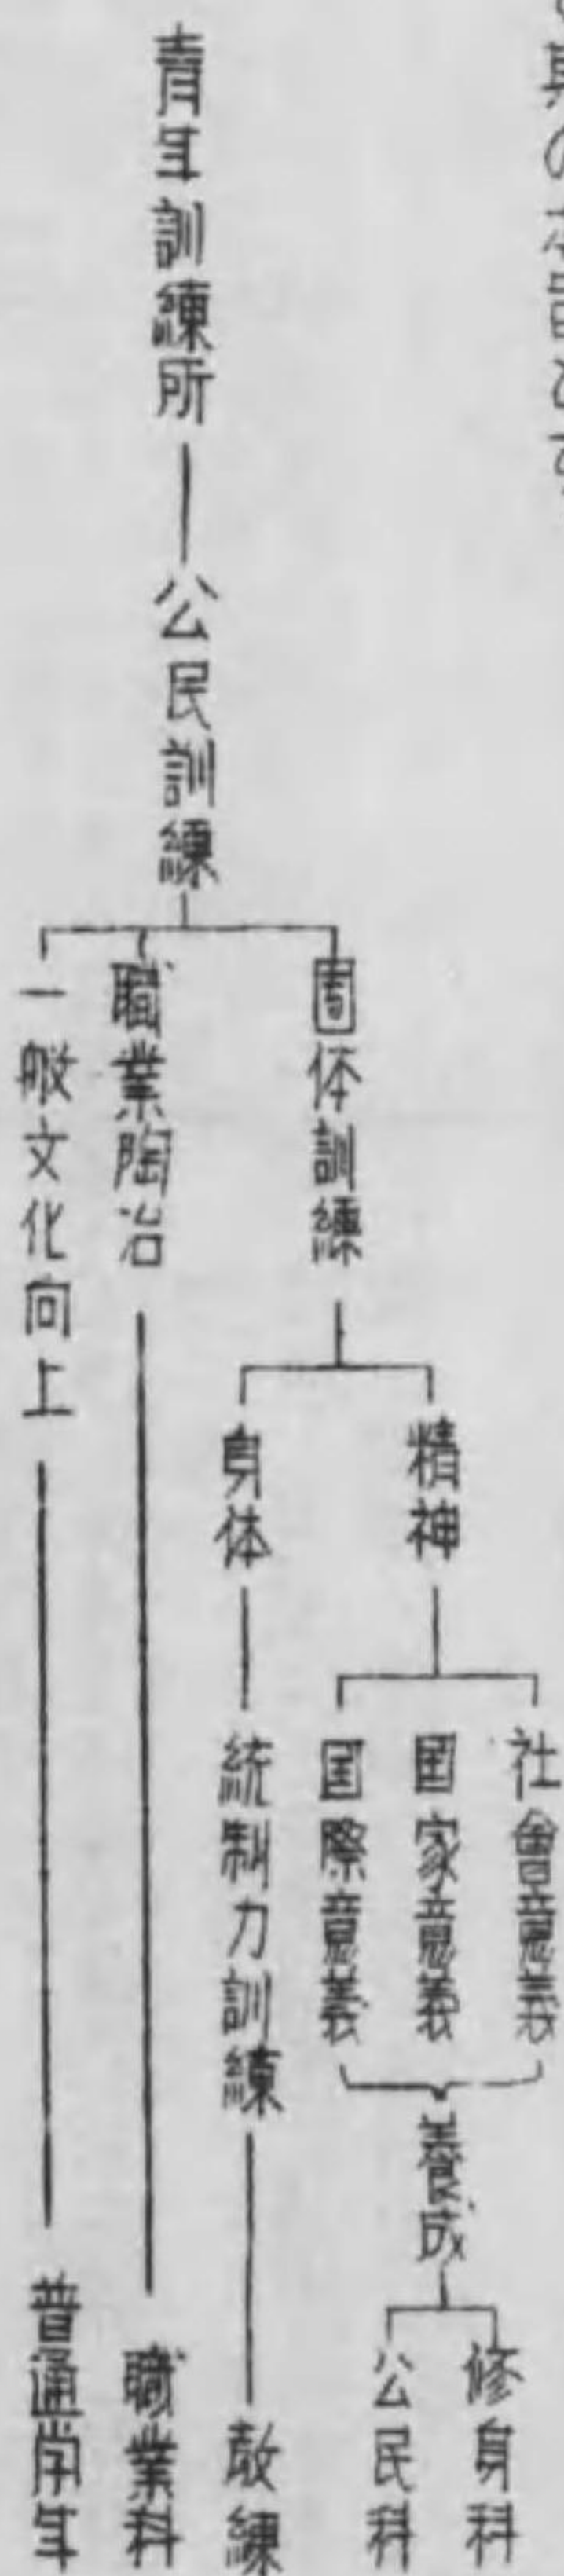 青年訓練所
公民訓練
團体訓練
精神
社會意義
国家意義
国際意義
養成
修身科
公民科
身体
統制力訓練
教練
職業陶冶
職業科
一般文化向上
普通学年